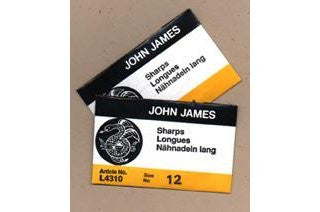 JOHN JAMES
Sharps
Longues
Nähnadeln lang
JOHN JAMES
Sharps
Longues
Nähnadeln lang
Article No.
L4310
Size
No 12